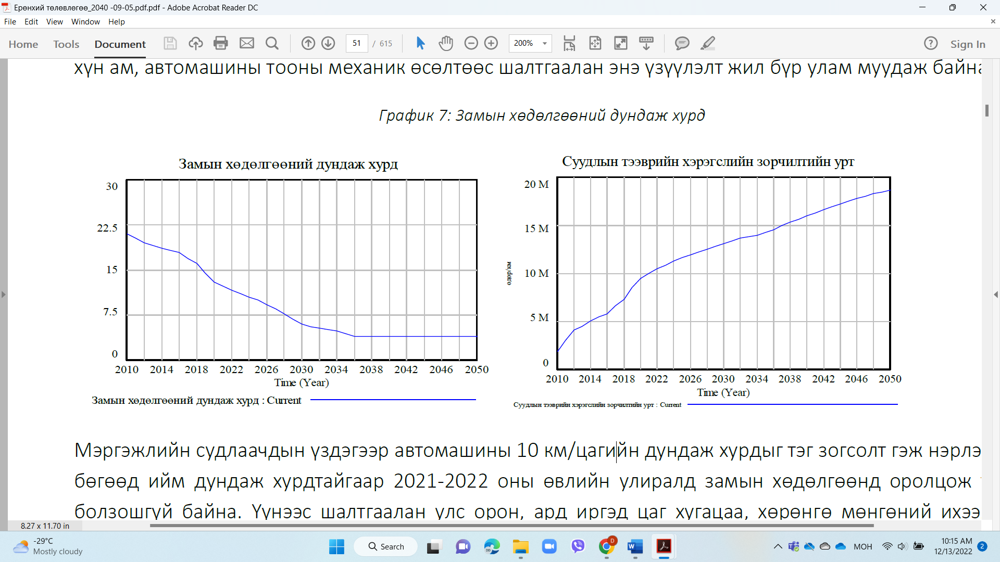 Ерөнхий төлөвлөгөө_2040 -09-05.pdf.pdf - Adobe Acrobat Reader DC
File Edit View Window Help
Home Tools Document 51 / 615 200% Sign In
хүн ам, автомашины тооны механик өсөлтөөс шалтгаалан энэ үзүүлэлт жил бүр улам муудаж байна
График 7: Замын хөдөлгөөний дундаж хурд
Замын хөдөлгөөний дундаж хурд
30
22.5
15
7.5
0
2010 2014 2018 2022 2026 2030 2034 2038 2042 2046 2050
Time (Year)
Замын хөдөлгөөний дундаж хурд : Current
Суудлын тээврийн хэрэгслийн зорчилтийн урт
20 M
15 M
10 M
5 M
0
өдөр/км
2010 2014 2018 2022 2026 2030 2034 2038 2042 2046 2050
Time (Year)
Суудлын тээврийн хэрэгслийн зорчилтийн урт : Current
Мэргэжлийн судлаачдын үздэгээр автомашины 10 км/цагийн дундаж хурдыг тэг зогсолт гэж нэрлэ
бөгөөд ийм дундаж хурдтайгаар 2021-2022 оны өвлийн улиралд замын хөдөлгөөнд оролцож
болзошгүй байна. Үүнээс шалтгаалан улс орон, ард иргэд цаг хугацаа, хөрөнгө мөнгөний ихээ
8.27 x 11.70 in
-29°C
Mostly cloudy
Search
МОН
10:15 AM
12/13/2022
2